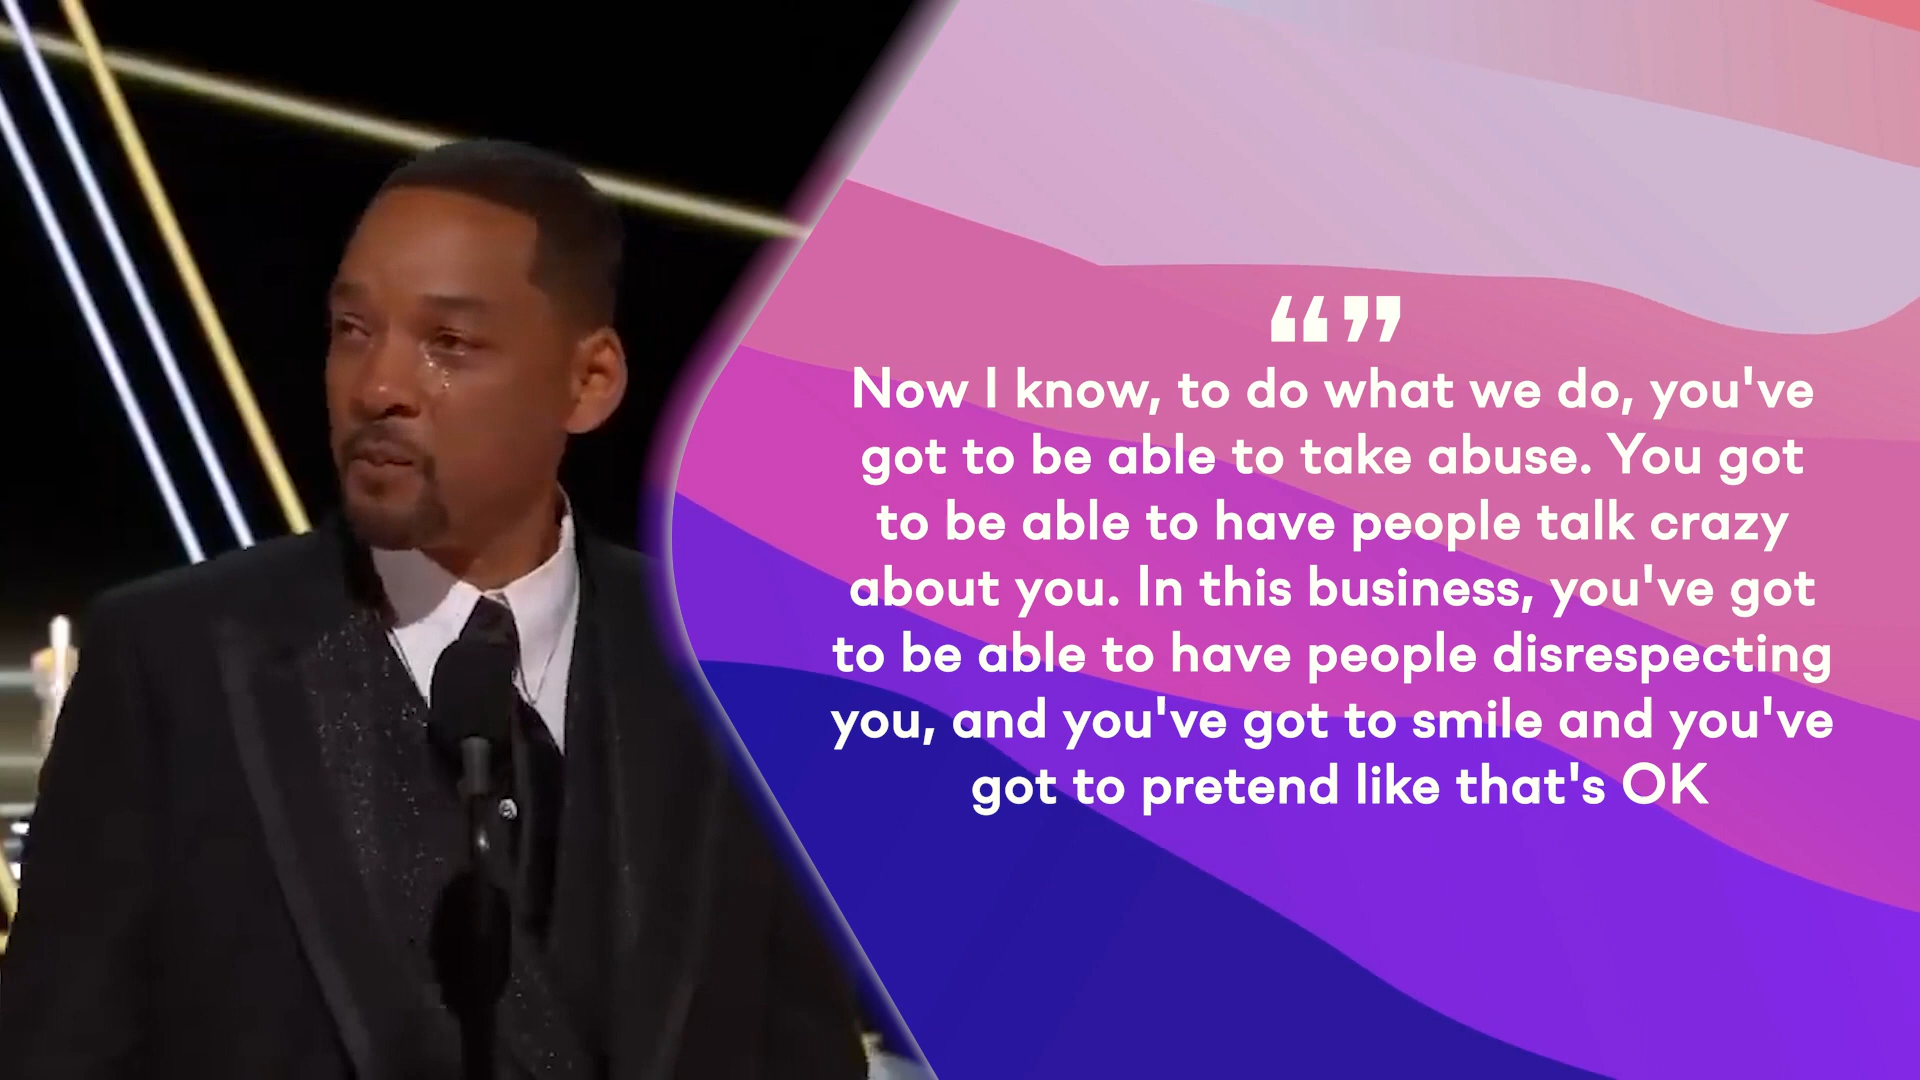 “”
Now I know, to do what we do, you've
got to be able to take abuse. You got
to be able to have people talk crazy
about you. In this business, you've got
to be able to have people disrespecting
you, and you've got to smile and you've
got to pretend like that's OK